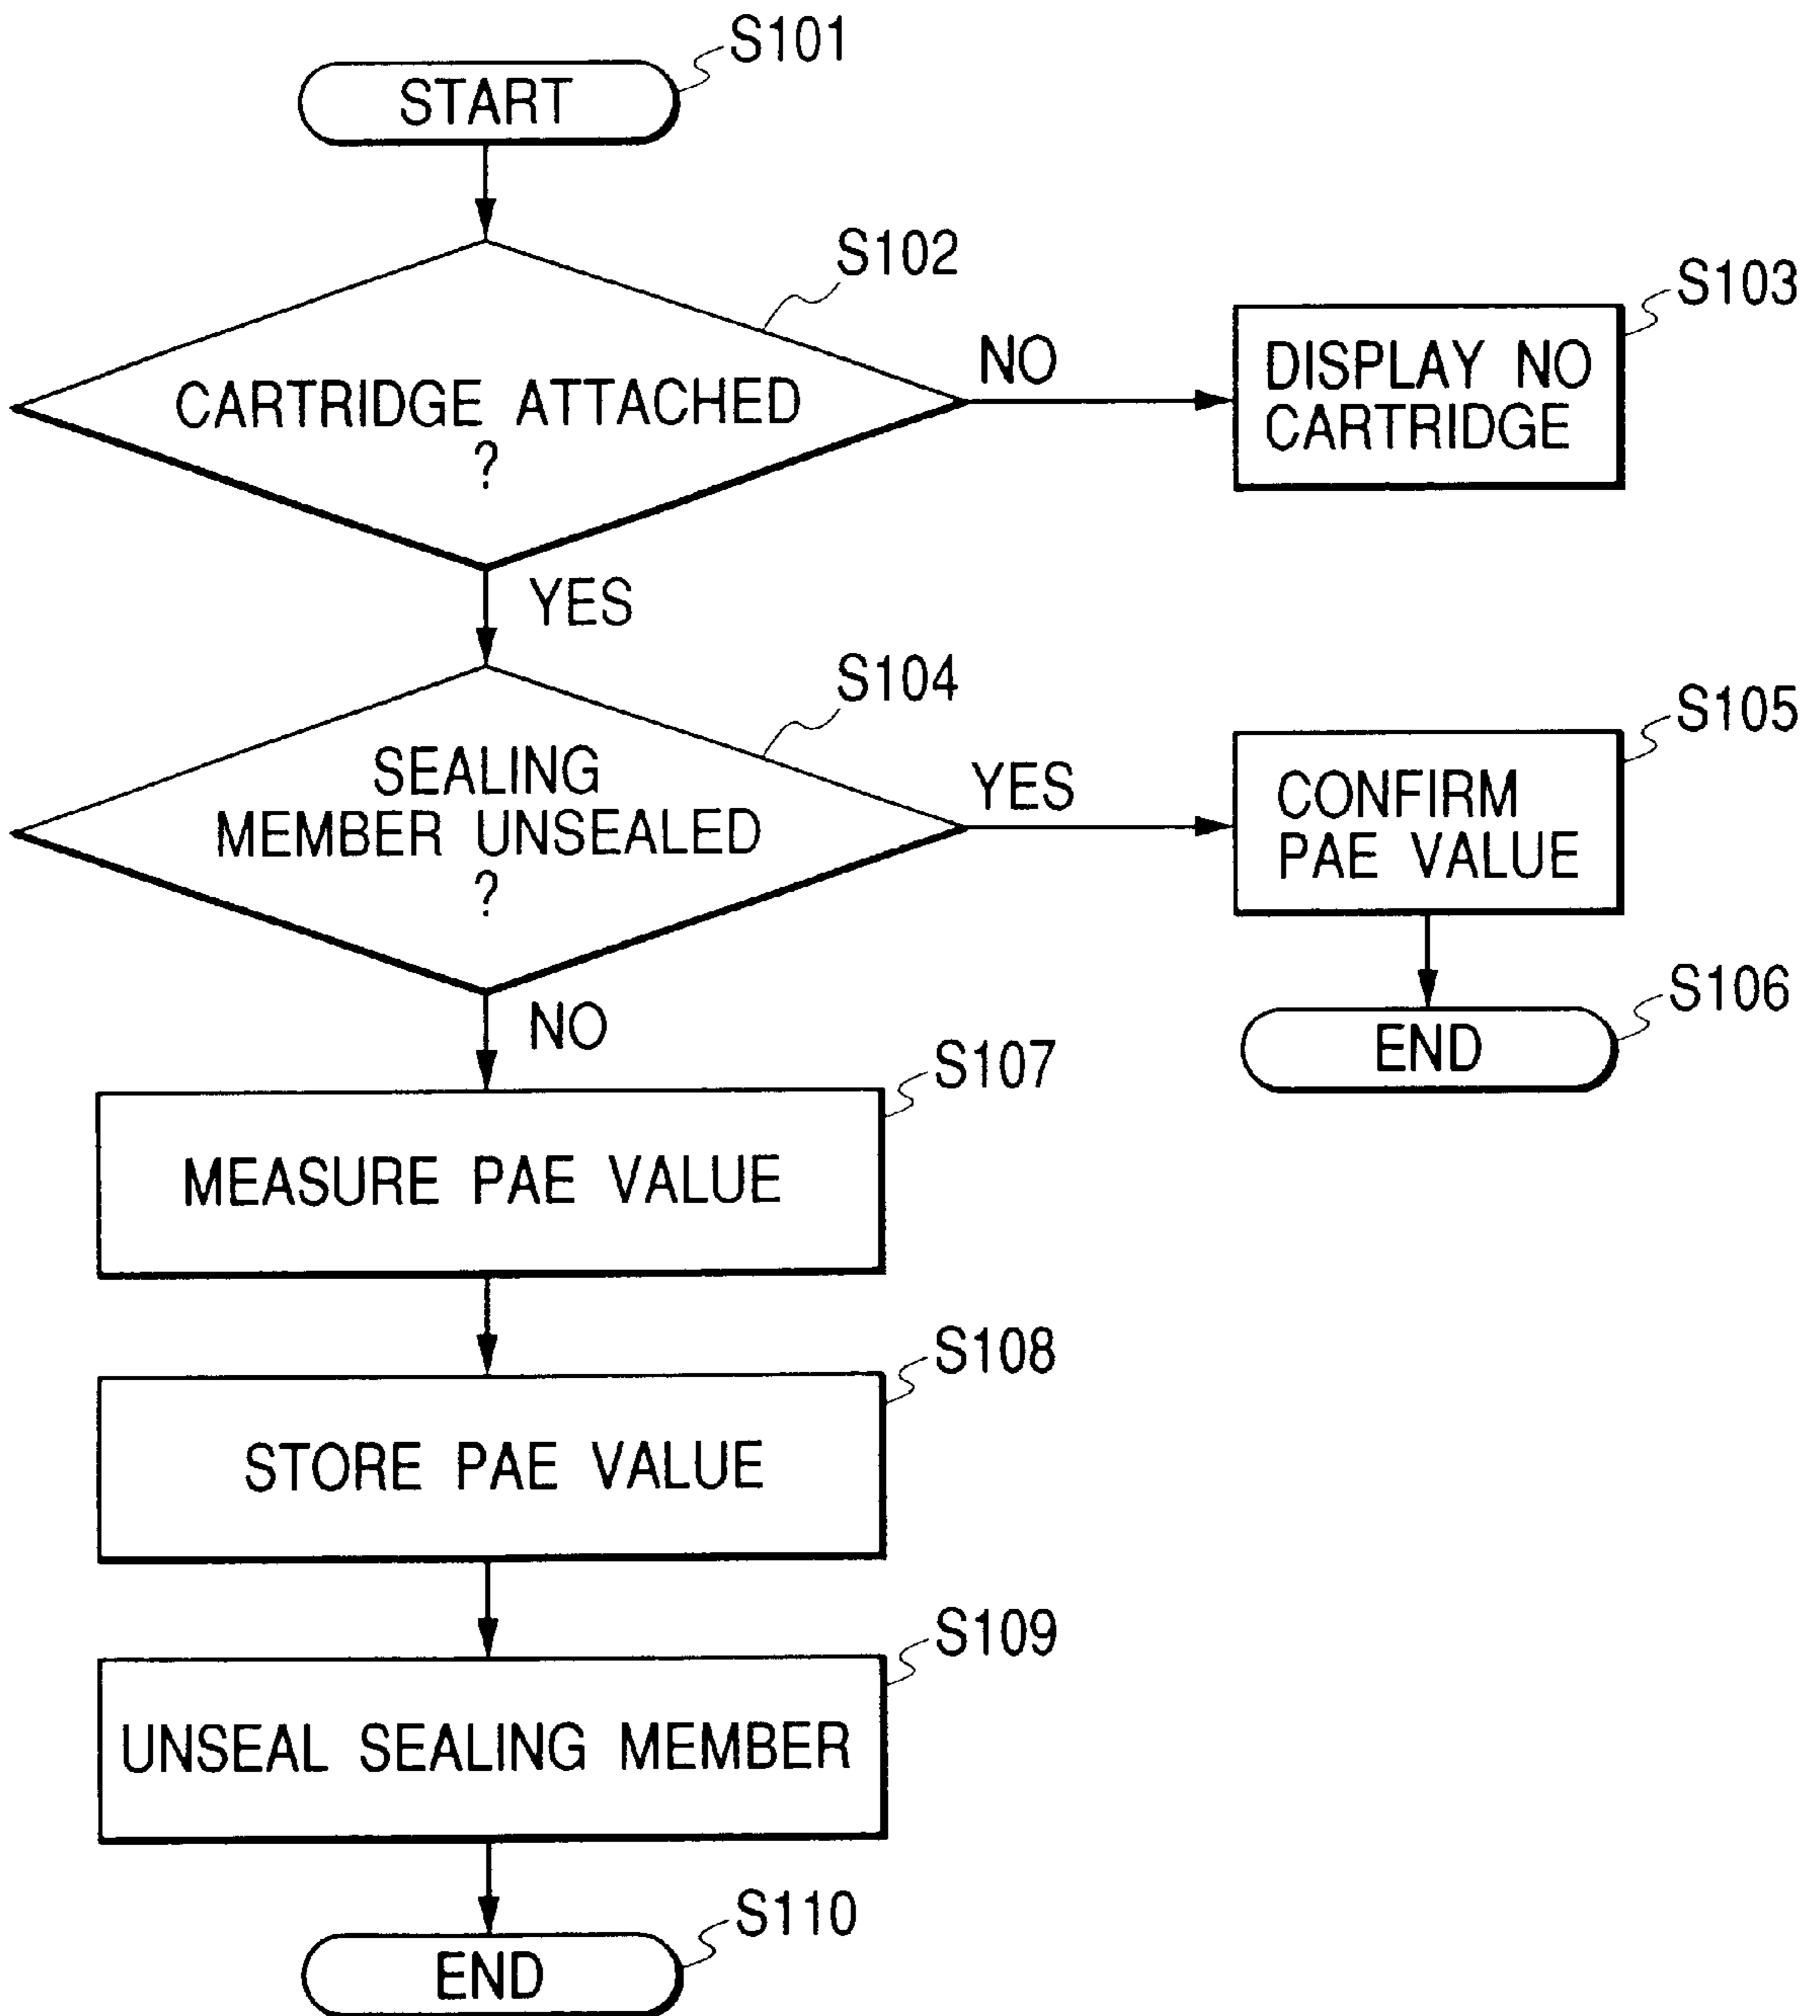 S101
START
S102
CARTRIDGE ATTACHED
?
NO
S103
DISPLAY NO
CARTRIDGE
YES
S104
SEALING
MEMBER UNSEALED
?
YES
S105
CONFIRM
PAE VALUE
S106
END
NO
S107
MEASURE PAE VALUE
S108
STORE PAE VALUE
S109
UNSEAL SEALING MEMBER
S110
END